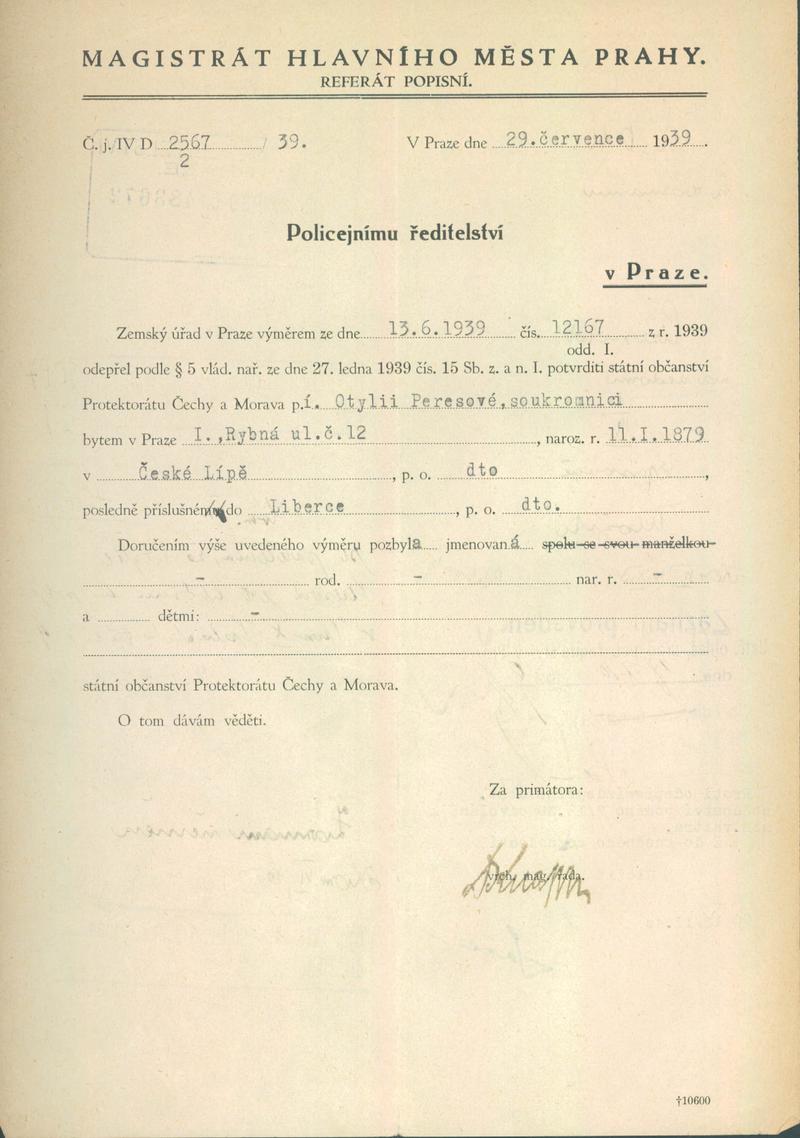 MAGISTRÁT HLAVNÍHO MĚSTA PRAHY.
REFERÁT POPISNÍ.
Č. j. IV D 2567 / 39. V Praze dne 29. července 1939.
2
Policejnímu ředitelství
v Praze.
Zemský úřad v Praze výměrem ze dne 13.6.1939 čís. 12167 z r. 1939
odd. I.
odepřel podle § 5 vlád. nař. ze dne 27. ledna 1939 čís. 15 Sb. z. a n. I. potvrditi státní občanství
Protektorátu Čechy a Morava p.í. Otylii Peresové,soukromnici
bytem v Praze I.,Rybná ul.č.12, naroz. r. 11.I.1879
v České Lípě, p. o. dto,
posledně příslušné do Liberce, p. o. dto.
Doručením výše uvedeného výměru pozbyla jmenovaná spolu se svou manželkou
- rod. - nar. r. -
a dětmi: -
státní občanství Protektorátu Čechy a Morava.
O tom dávám věděti.
Za primátora:
vrch. mag. rada.
†10600